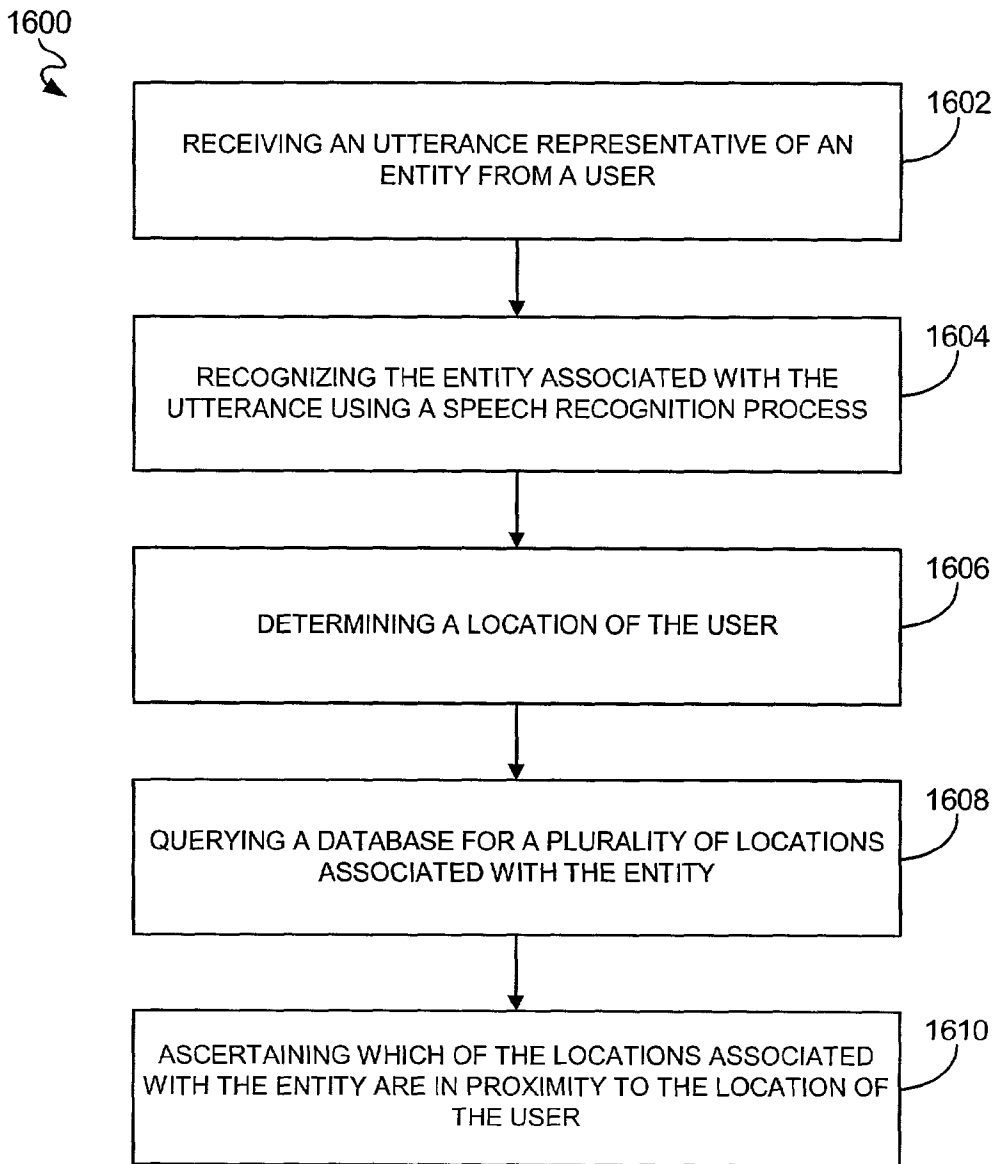 1600
1602
RECEIVING AN UTTERANCE REPRESENTATIVE OF AN
ENTITY FROM A USER
1604
RECOGNIZING THE ENTITY ASSOCIATED WITH THE
UTTERANCE USING A SPEECH RECOGNITION PROCESS
1606
DETERMINING A LOCATION OF THE USER
1608
QUERYING A DATABASE FOR A PLURALITY OF LOCATIONS
ASSOCIATED WITH THE ENTITY
1610
ASCERTAINING WHICH OF THE LOCATIONS ASSOCIATED
WITH THE ENTITY ARE IN PROXIMITY TO THE LOCATION OF
THE USER